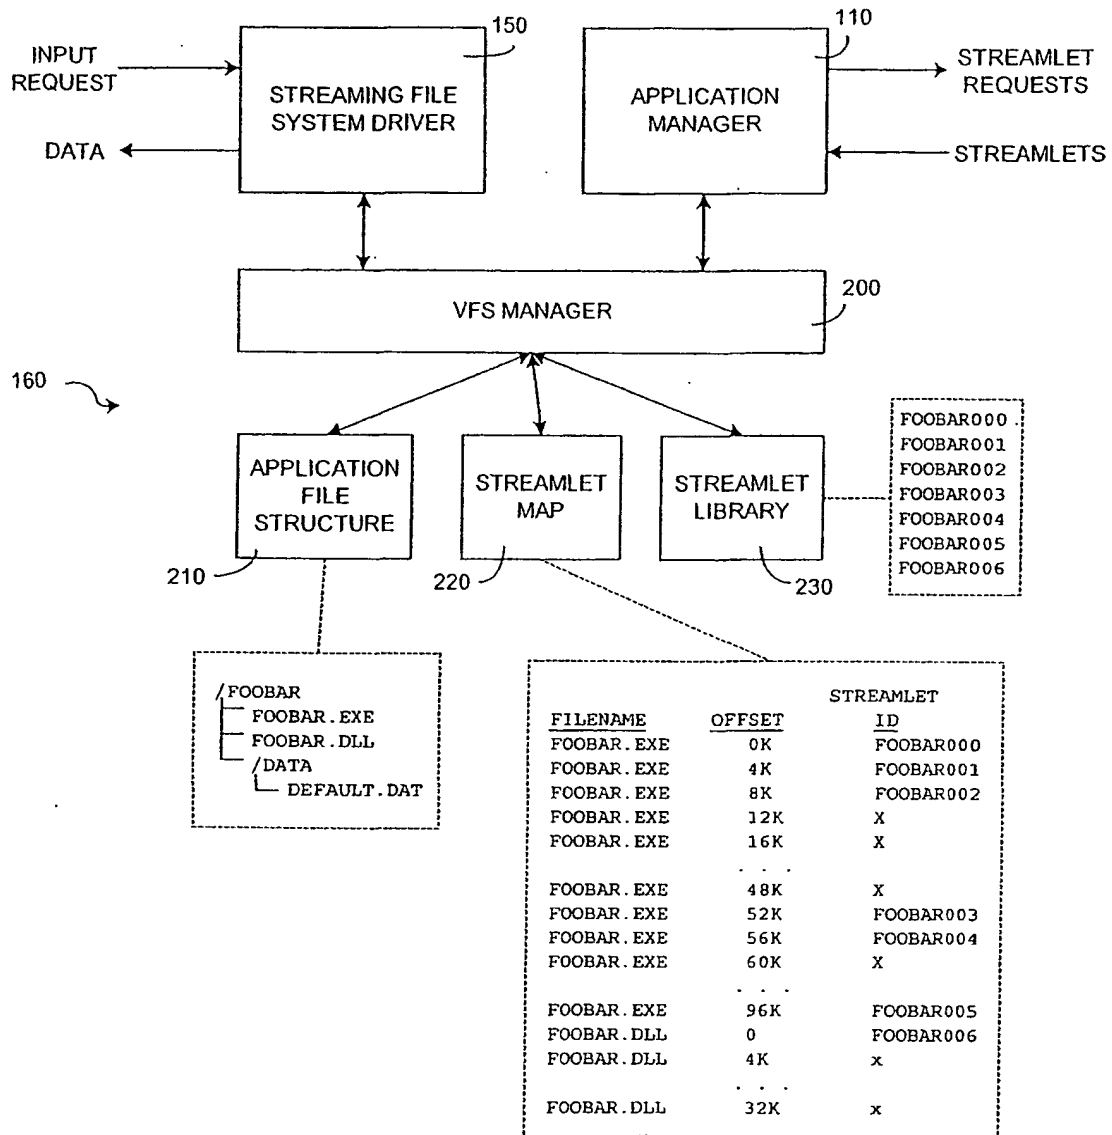 150
110
INPUT
REQUEST
DATA
STREAMING FILE
SYSTEM DRIVER
APPLICATION
MANAGER
STREAMLET
REQUESTS
STREAMLETS
VFS MANAGER
200
160
APPLICATION
FILE
STRUCTURE
STREAMLET
MAP
STREAMLET
LIBRARY
210
220
230
FOOBAR000
FOOBAR001
FOOBAR002
FOOBAR003
FOOBAR004
FOOBAR005
FOOBAR006
/FOOBAR
FOOBAR.EXE
FOOBAR.DLL
/DATA
DEFAULT.DAT
STREAMLET
FILENAME OFFSET ID
FOOBAR.EXE 0K FOOBAR000
FOOBAR.EXE 4K FOOBAR001
FOOBAR.EXE 8K FOOBAR002
FOOBAR.EXE 12K X
FOOBAR.EXE 16K X
. . .
FOOBAR.EXE 48K X
FOOBAR.EXE 52K FOOBAR003
FOOBAR.EXE 56K FOOBAR004
FOOBAR.EXE 60K X
. . .
FOOBAR.EXE 96K FOOBAR005
FOOBAR.DLL 0 FOOBAR006
FOOBAR.DLL 4K x
. . .
FOOBAR.DLL 32K x